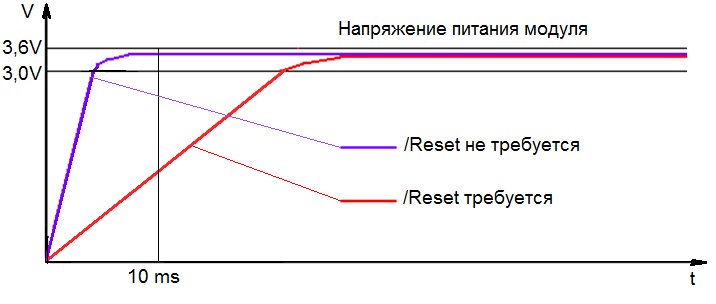 V
Напряжение питания модуля
3,6V
3,0V
/Reset не требуется
/Reset требуется
10 ms
t